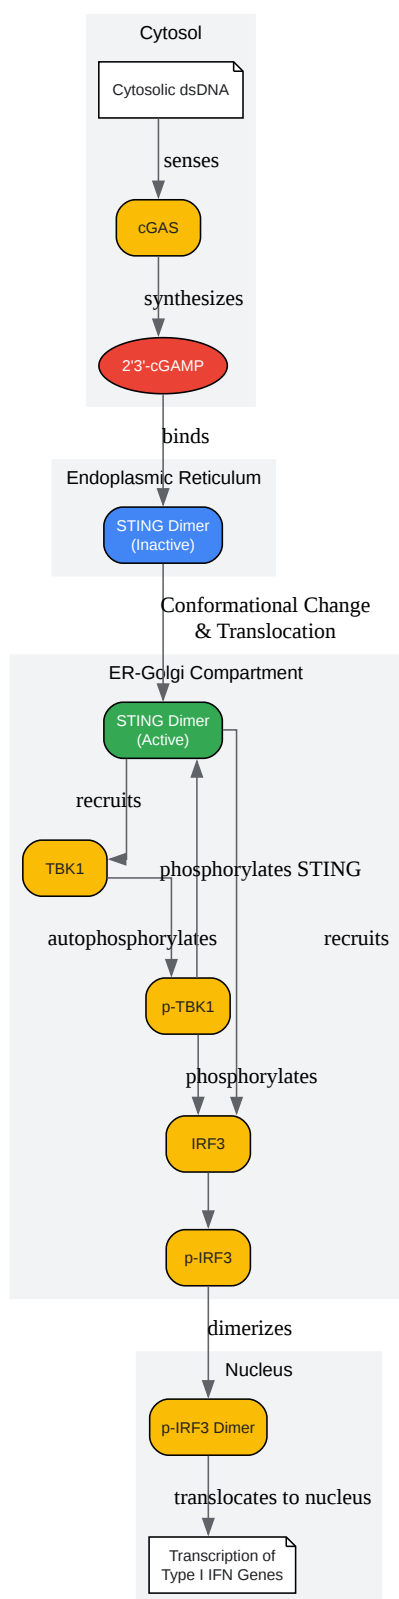 Cytosol
Cytosolic dsDNA
senses
cGAS
synthesizes
2'3'-cGAMP
binds
Endoplasmic Reticulum
STING Dimer
(Inactive)
Conformational Change
& Translocation
ER-Golgi Compartment
STING Dimer
(Active)
recruits
TBK1
phosphorylates STING
autophosphorylates
recruits
p-TBK1
phosphorylates
IRF3
p-IRF3
dimerizes
Nucleus
p-IRF3 Dimer
translocates to nucleus
Transcription of
Type I IFN Genes